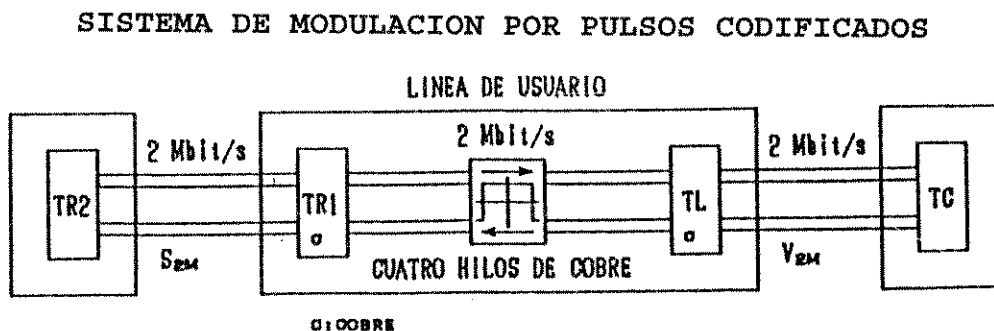 SISTEMA DE MODULACION POR PULSOS CODIFICADOS
LINEA DE USUARIO
2 Mbit/s
2 Mbit/s
2 Mbit/s
TR2
TR1
TL
TC
o
o
S2M
CUATRO HILOS DE COBRE
V2M
O:COBRE